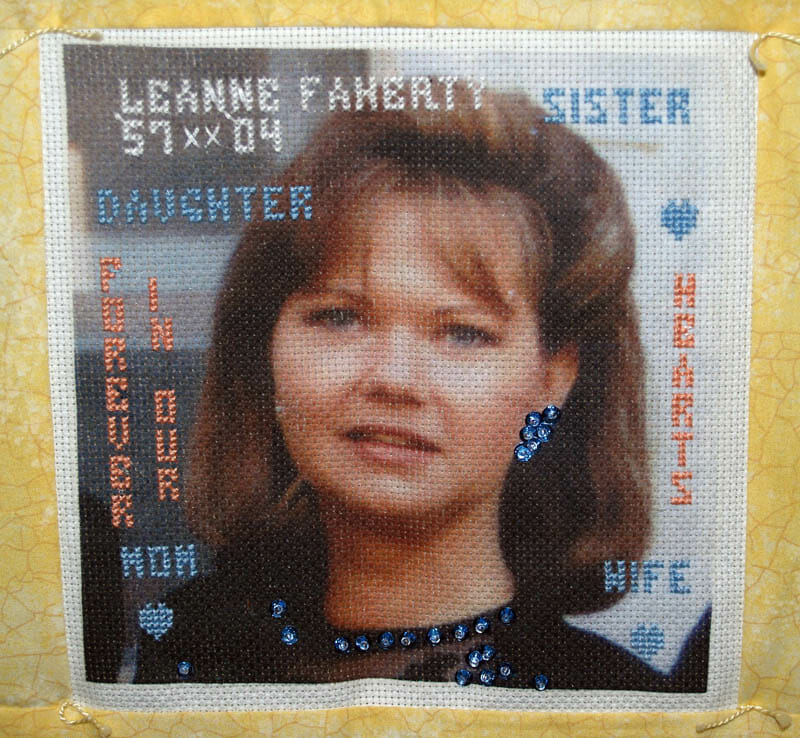 LEANNE FAHERTY
57 xx 04
SISTER
DAUGHTER
FOREVER
IN OUR
HEARTS
MOM
WIFE